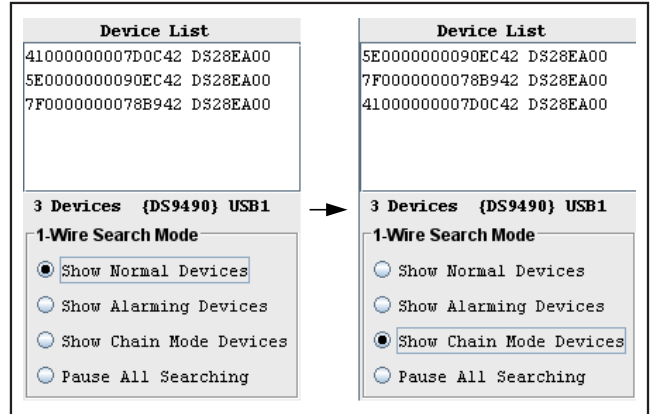 Device List
41000000007D0C42 DS28EA00
5E0000000090EC42 DS28EA00
7F0000000078B942 DS28EA00
3 Devices {DS9490} USB1
1-Wire Search Mode
Show Normal Devices
Show Alarming Devices
Show Chain Mode Devices
Pause All Searching
Device List
5E0000000090EC42 DS28EA00
7F0000000078B942 DS28EA00
41000000007D0C42 DS28EA00
3 Devices {DS9490} USB1
1-Wire Search Mode
Show Normal Devices
Show Alarming Devices
Show Chain Mode Devices
Pause All Searching